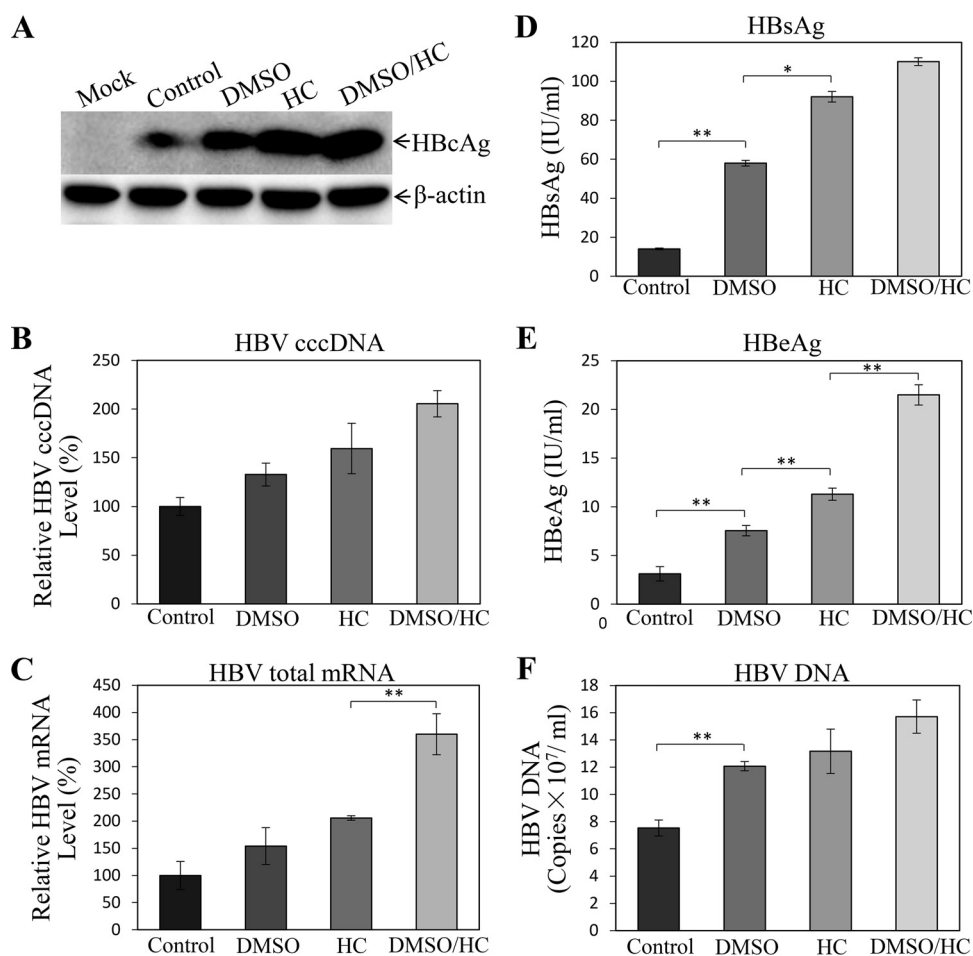 A
Mock
Control
DMSO
HC
DMSO/HC
HBcAg
β-actin
B
HBV cccDNA
Relative HBV cccDNA
Level (%)
250
200
150
100
50
0
Control
DMSO
HC
DMSO/HC
C
HBV total mRNA
Relative HBV mRNA
Level (%)
450
400
350
300
250
200
150
100
50
0
**
Control
DMSO
HC
DMSO/HC
D
HBsAg
HBsAg (IU/ml)
120
100
80
60
40
20
0
**
*
Control
DMSO
HC
DMSO/HC
E
HBeAg
HBeAg (IU/ml)
25
20
15
10
5
0
0
**
**
**
Control
DMSO
HC
DMSO/HC
F
HBV DNA
HBV DNA
(Copies×10⁷/ ml)
18
16
14
12
10
8
6
4
2
0
**
Control
DMSO
HC
DMSO/HC